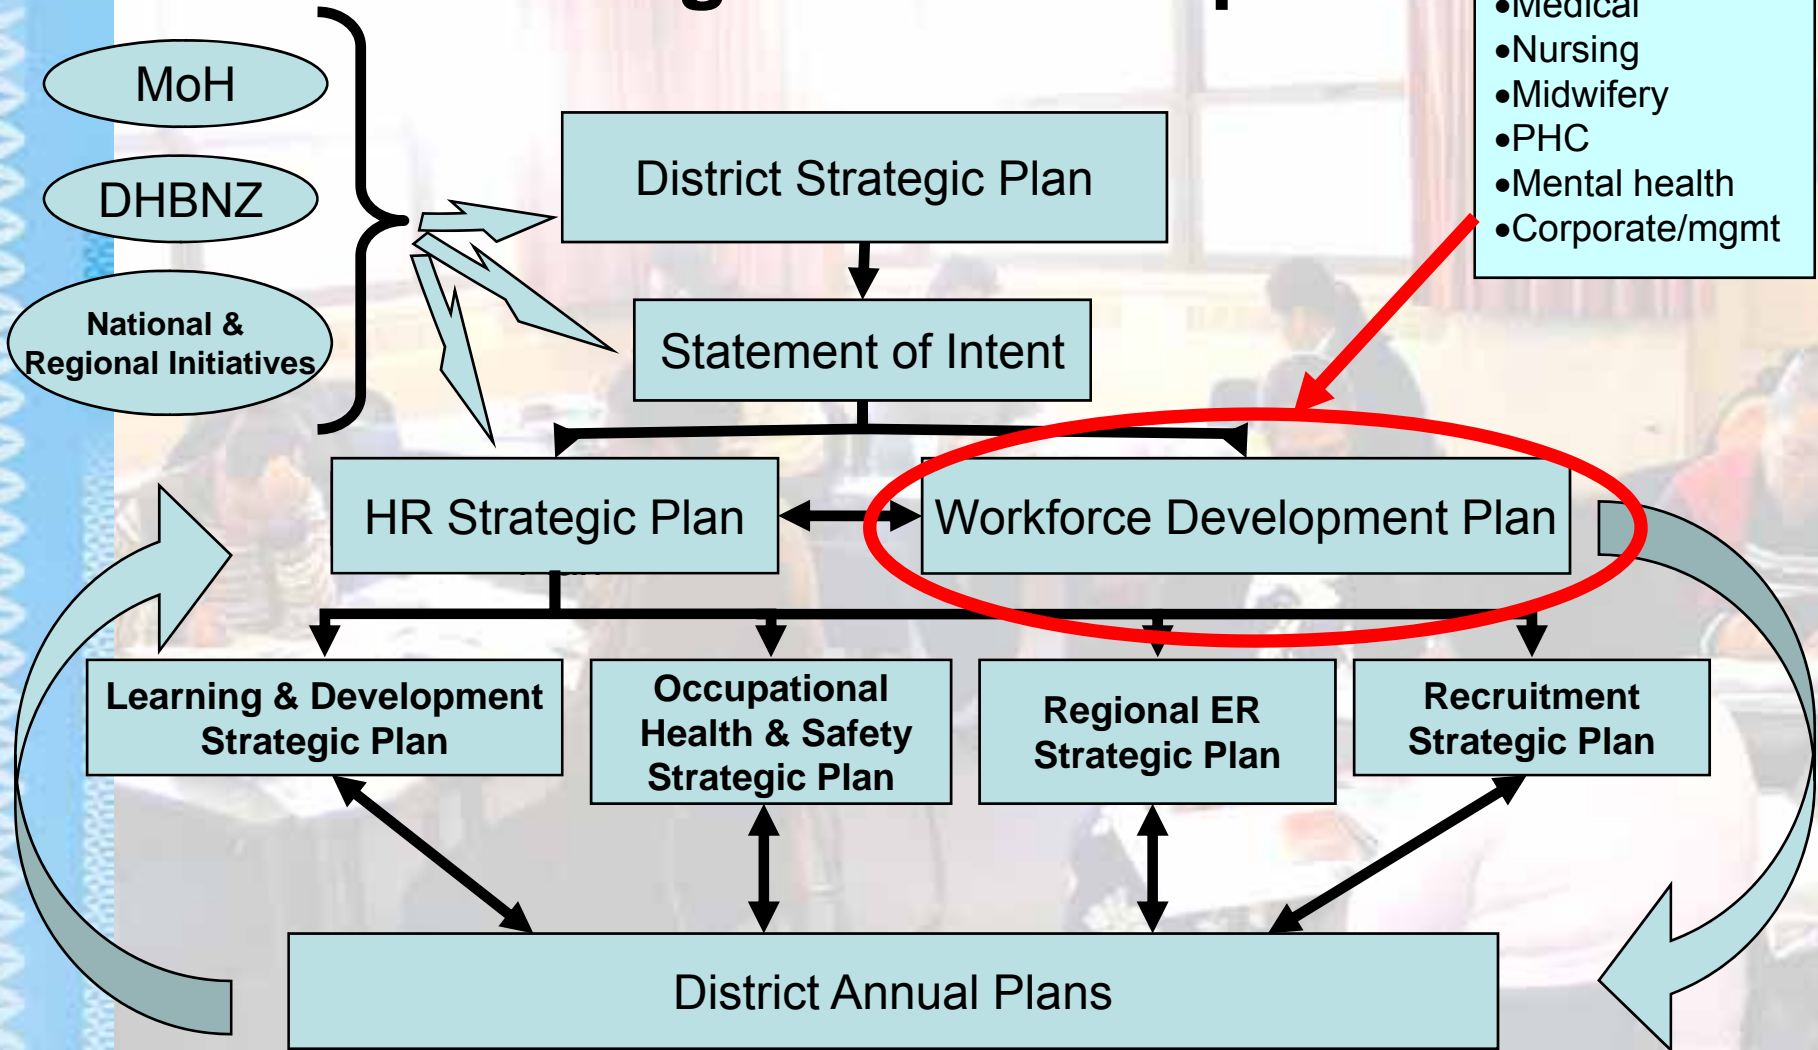 •Medical
•Nursing
•Midwifery
•PHC
•Mental health
•Corporate/mgmt
MoH
DHBNZ
National &
Regional Initiatives
District Strategic Plan
Statement of Intent
HR Strategic Plan
Workforce Development Plan
Learning & Development
Strategic Plan
Occupational
Health & Safety
Strategic Plan
Regional ER
Strategic Plan
Recruitment
Strategic Plan
District Annual Plans